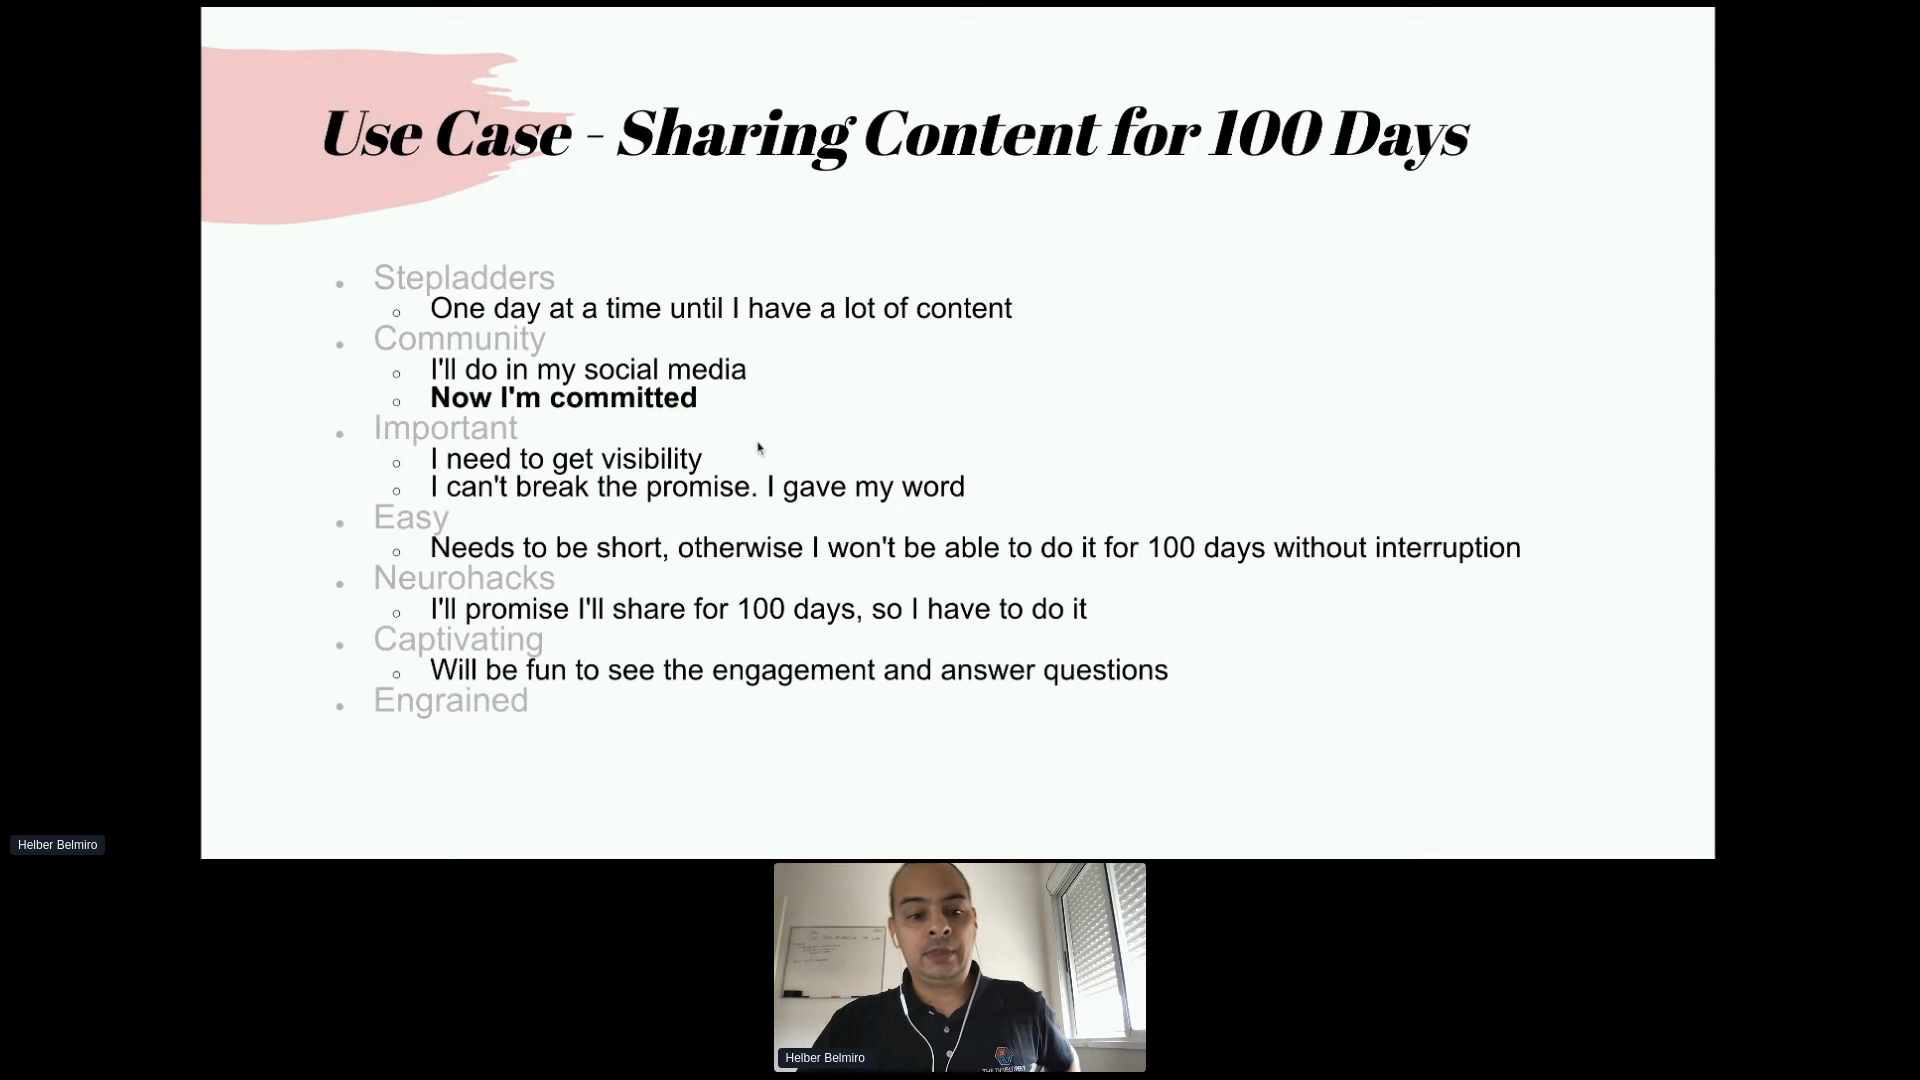 Use Case - Sharing Content for 100 Days
Stepladders
One day at a time until I have a lot of content
Community
I'll do in my social media
Now I'm committed
Important
I need to get visibility
I can't break the promise. I gave my word
Easy
Needs to be short, otherwise I won't be able to do it for 100 days without interruption
Neurohacks
I'll promise I'll share for 100 days, so I have to do it
Captivating
Will be fun to see the engagement and answer questions
Engrained
Helber Belmiro
Helber Belmiro